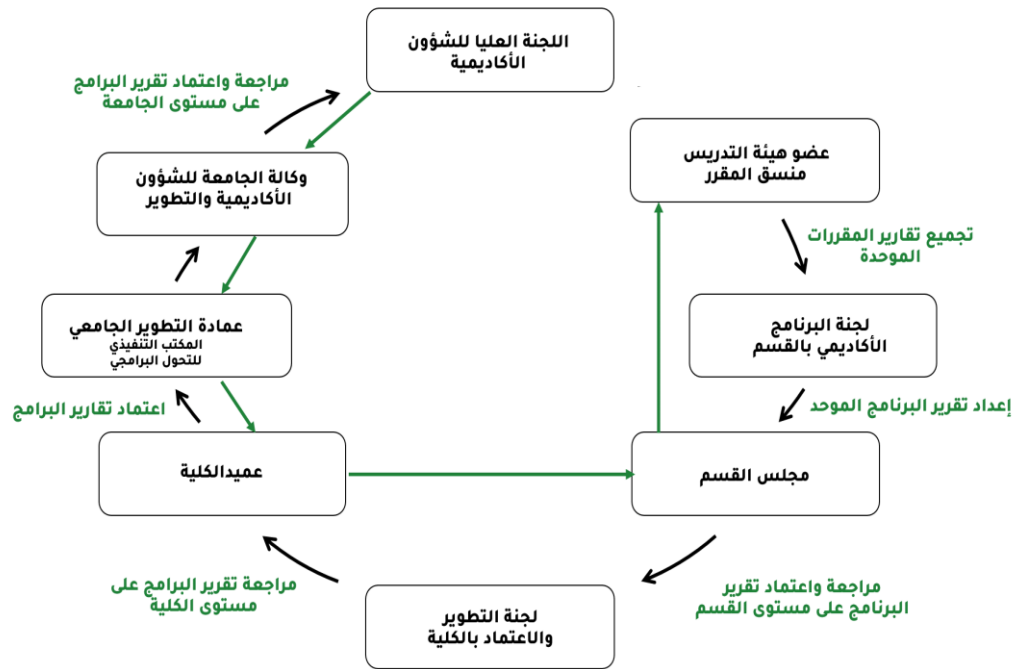 اللجنة العليا للشؤون
الأكاديمية
مراجعة واعتماد تقرير البرامج
على مستوى الجامعة
عضو هيئة التدريس
منسق المقرر
وكالة الجامعة للشؤون
الأكاديمية والتطوير
تجميع تقارير المقررات
الموحدة
عمادة التطوير الجامعي
المكتب التنفيذي
للتحول البرامجي
لجنة البرنامج
الأكاديمي بالقسم
اعتماد تقارير البرامج
إعداد تقرير البرنامج الموحد
عميدالكلية
مجلس القسم
مراجعة تقرير البرامج على
مستوى الكلية
مراجعة واعتماد تقرير
البرنامج على مستوى القسم
لجنة التطوير
والاعتماد بالكلية